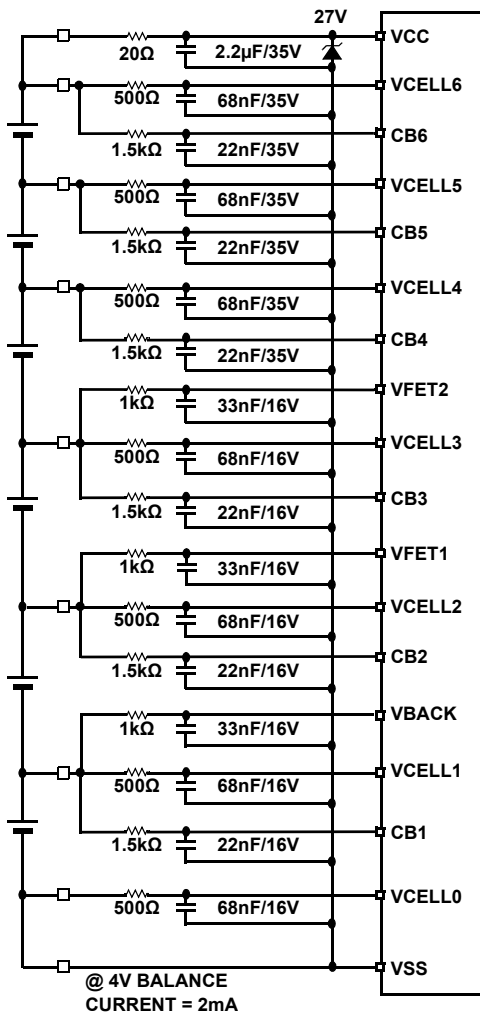 27V
VCC
20Ω
2.2µF/35V
VCELL6
500Ω
68nF/35V
CB6
1.5kΩ
22nF/35V
VCELL5
500Ω
68nF/35V
CB5
1.5kΩ
22nF/35V
VCELL4
500Ω
68nF/35V
CB4
1.5kΩ
22nF/35V
VFET2
1kΩ
33nF/16V
VCELL3
500Ω
68nF/16V
CB3
1.5kΩ
22nF/16V
VFET1
1kΩ
33nF/16V
VCELL2
500Ω
68nF/16V
CB2
1.5kΩ
22nF/16V
VBACK
1kΩ
33nF/16V
VCELL1
500Ω
68nF/16V
CB1
1.5kΩ
22nF/16V
VCELL0
500Ω
68nF/16V
VSS
@ 4V BALANCE
CURRENT = 2mA